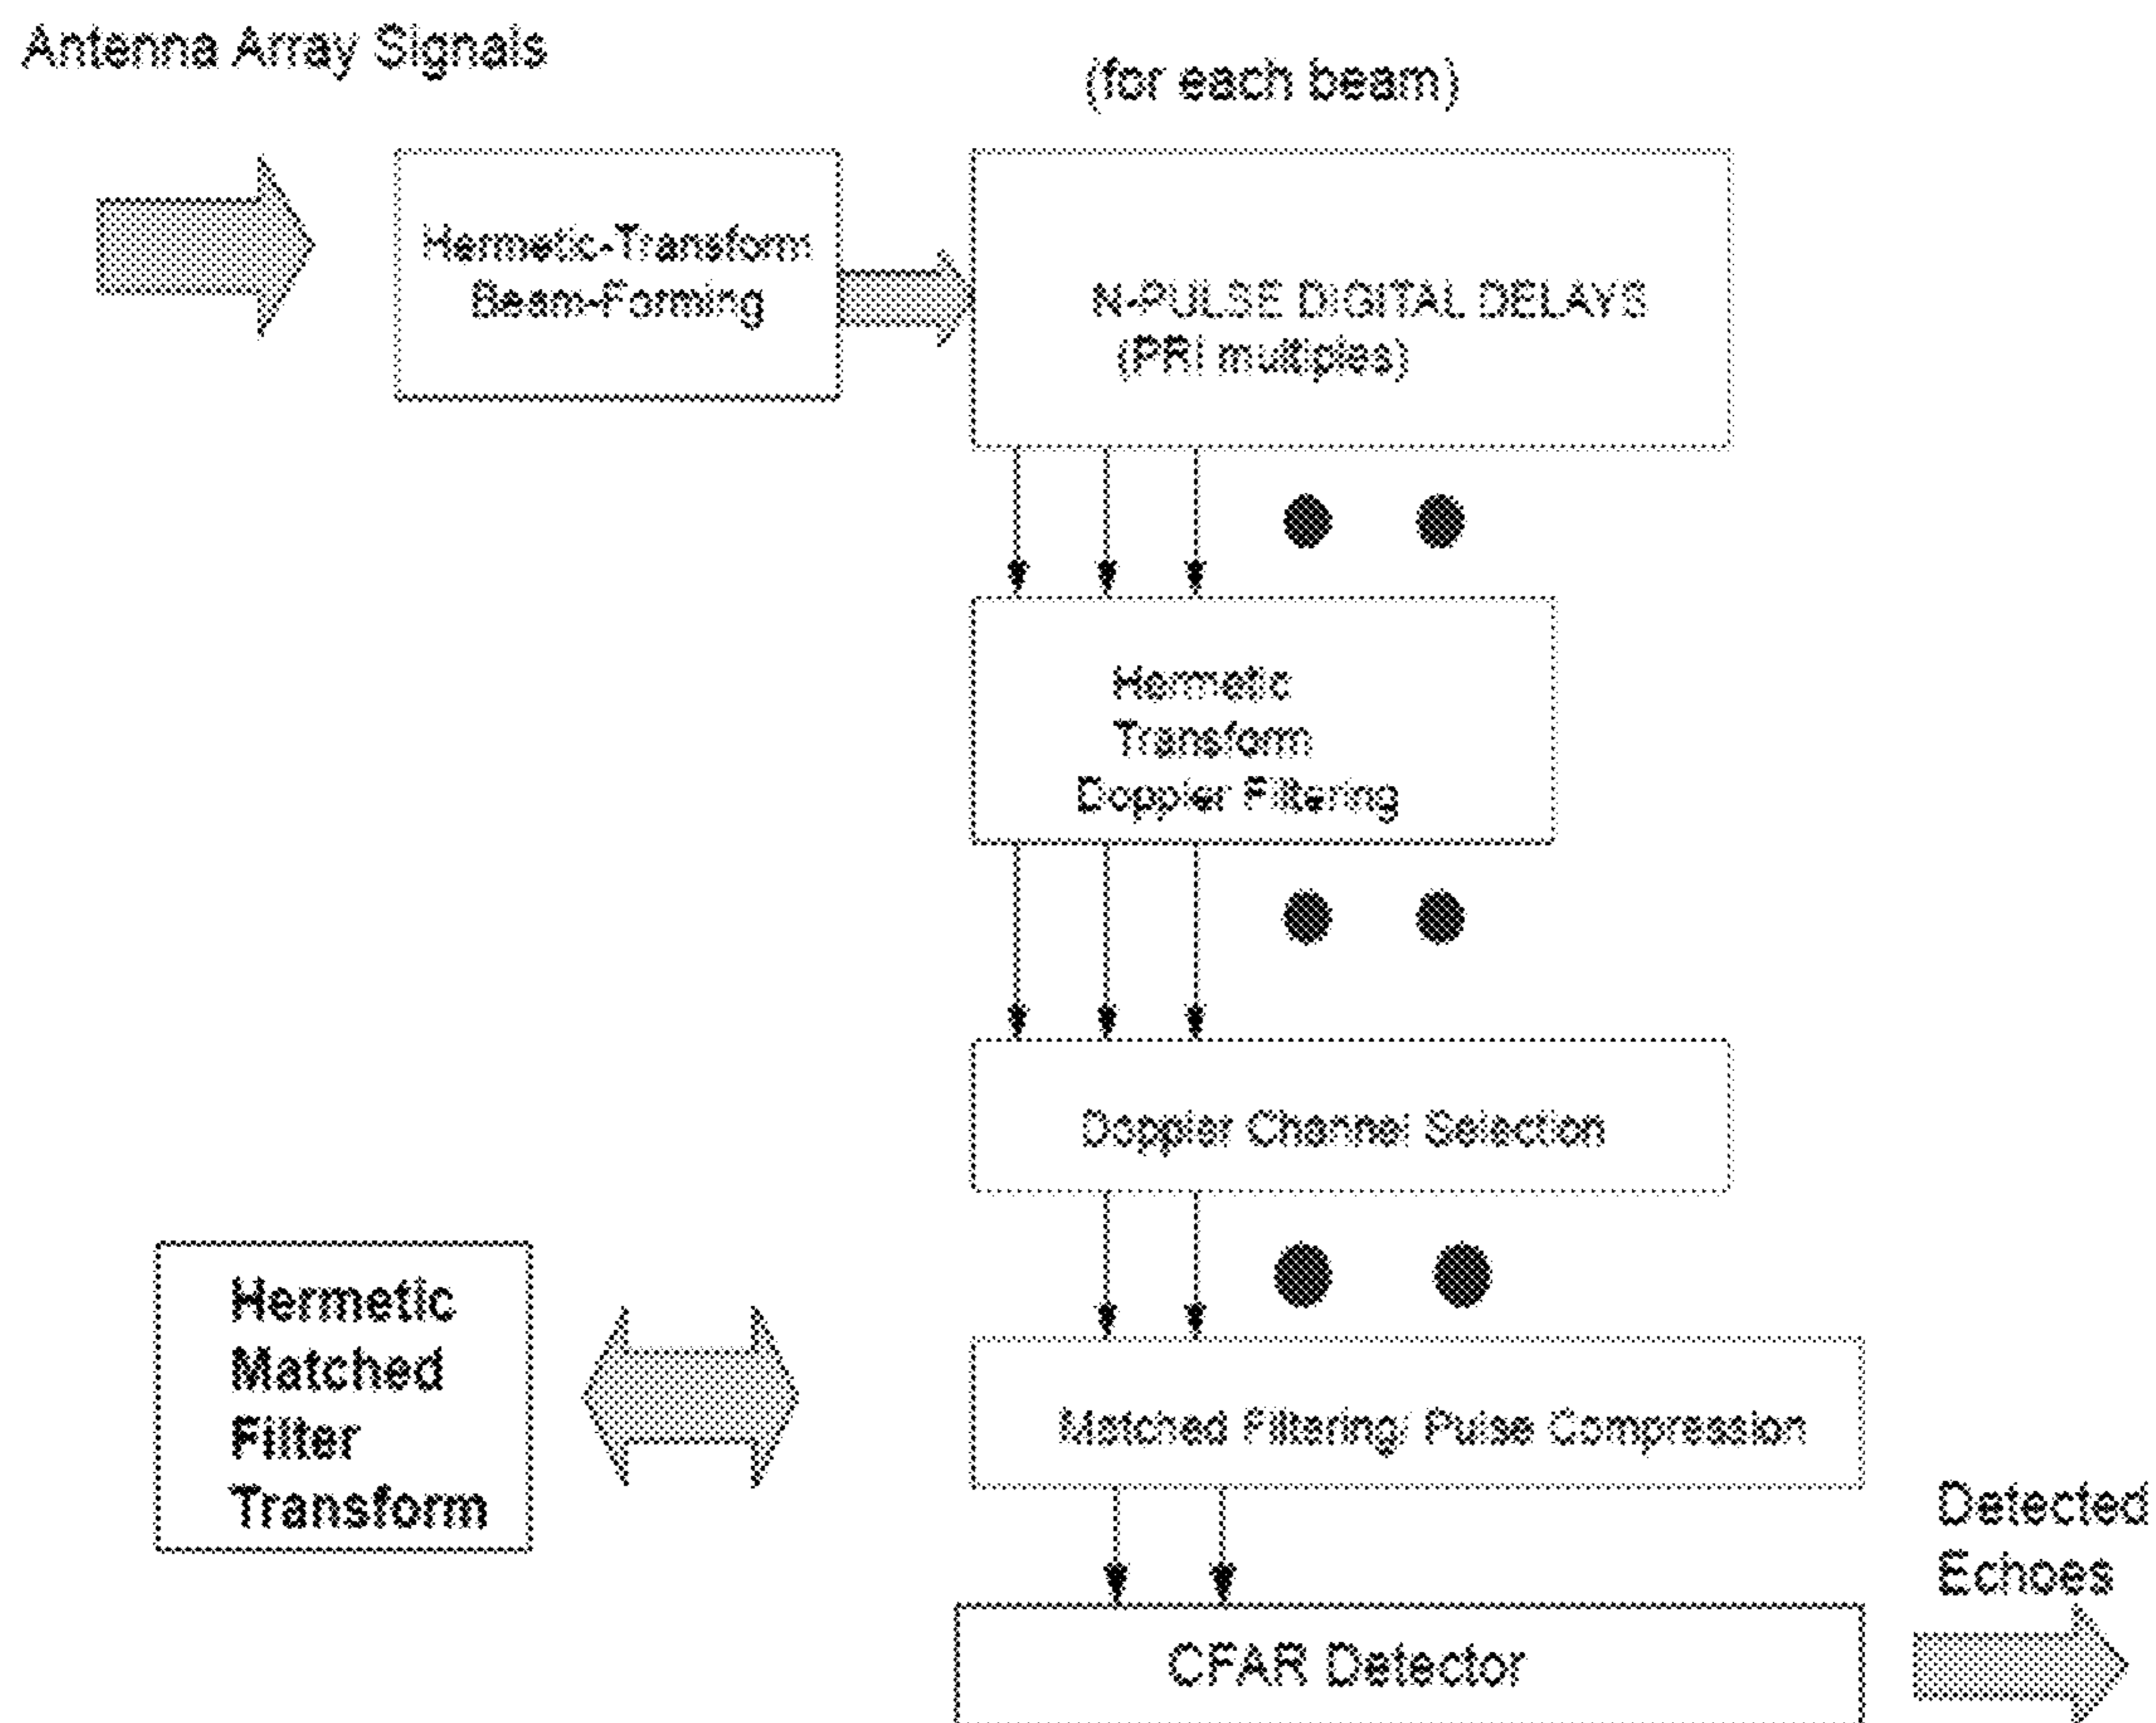 Antenna Array Signals
(for each beam)
Hermetic-Transform
Beam-Forming
N-PULSE DIGITAL DELAYS
(PRI multiples)
Hermetic
Transform
Doppler Filtering
Doppler Channel Selection
Hermetic
Matched
Filter
Transform
Matched Filtering/ Pulse Compression
Detected
Echoes
CFAR Detector